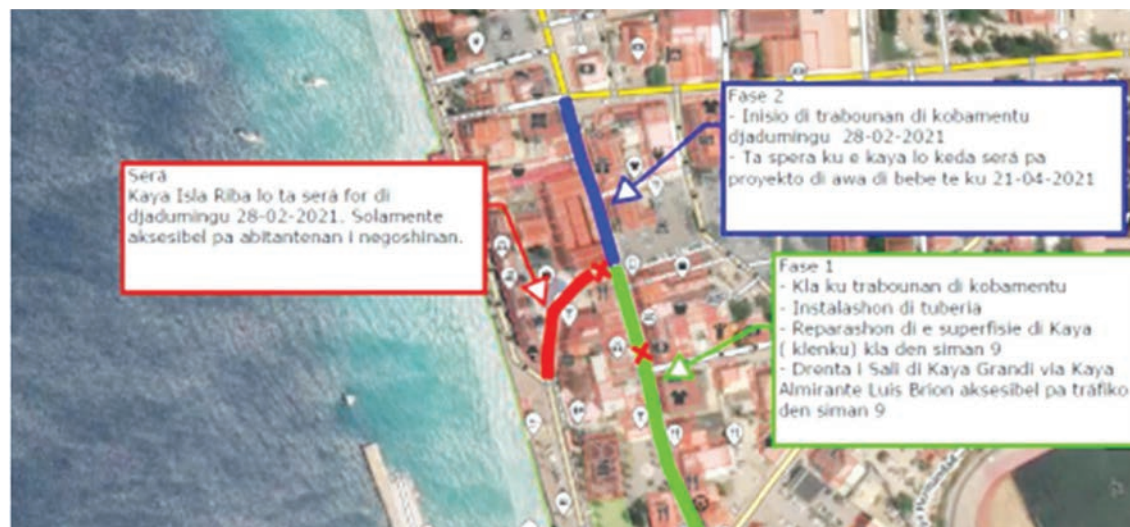 Será
Kaya Isla Riba lo ta será for di
djadumingu 28-02-2021. Solamente
aksesibel pa abitantenan i negoshinan.
Fase 2
- Inisio di trabounan di kobamentu
djadumingu 28-02-2021
- Ta spera ku e kaya lo keda será pa
proyekto di awa di bebe te ku 21-04-2021
Fase 1
- Kla ku trabounan di kobamentu
- Instalashon di tuberia
- Reparashon di e superfisie di Kaya
( klenku) kla den siman 9
- Drenta i Sali di Kaya Grandi via Kaya
Almirante Luis Brion aksesibel pa tráfiko
den siman 9